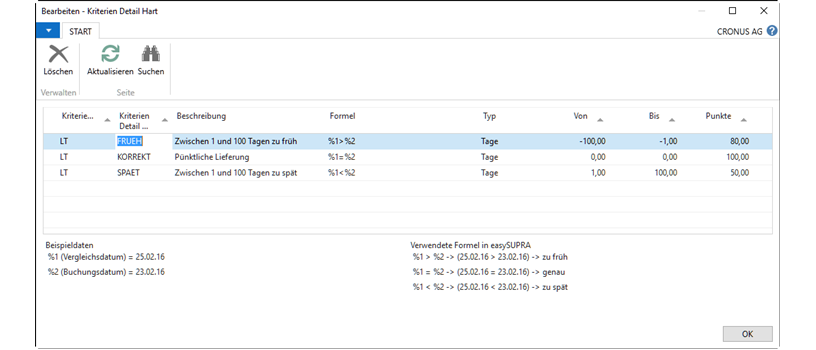 Bearbeiten - Kriterien Detail Hart
START
CRONUS AG
Löschen
Aktualisieren Suchen
Verwalten
Seite
Kriterie... Kriterien Detail ... Beschreibung Formel Typ Von Bis Punkte
LT FRUEH Zwischen 1 und 100 Tagen zu früh %1>%2 Tage -100,00 -1,00 80,00
LT KORREKT Pünktliche Lieferung %1=%2 Tage 0,00 0,00 100,00
LT SPAET Zwischen 1 und 100 Tagen zu spät %1<%2 Tage 1,00 100,00 50,00
Beispieldaten
%1 (Vergleichsdatum) = 25.02.16
%2 (Buchungsdatum) = 23.02.16
Verwendete Formel in easySUPRA
%1 > %2 -> (25.02.16 > 23.02.16) -> zu früh
%1 = %2 -> (25.02.16 = 23.02.16) -> genau
%1 < %2 -> (25.02.16 < 23.02.16) -> zu spät
OK